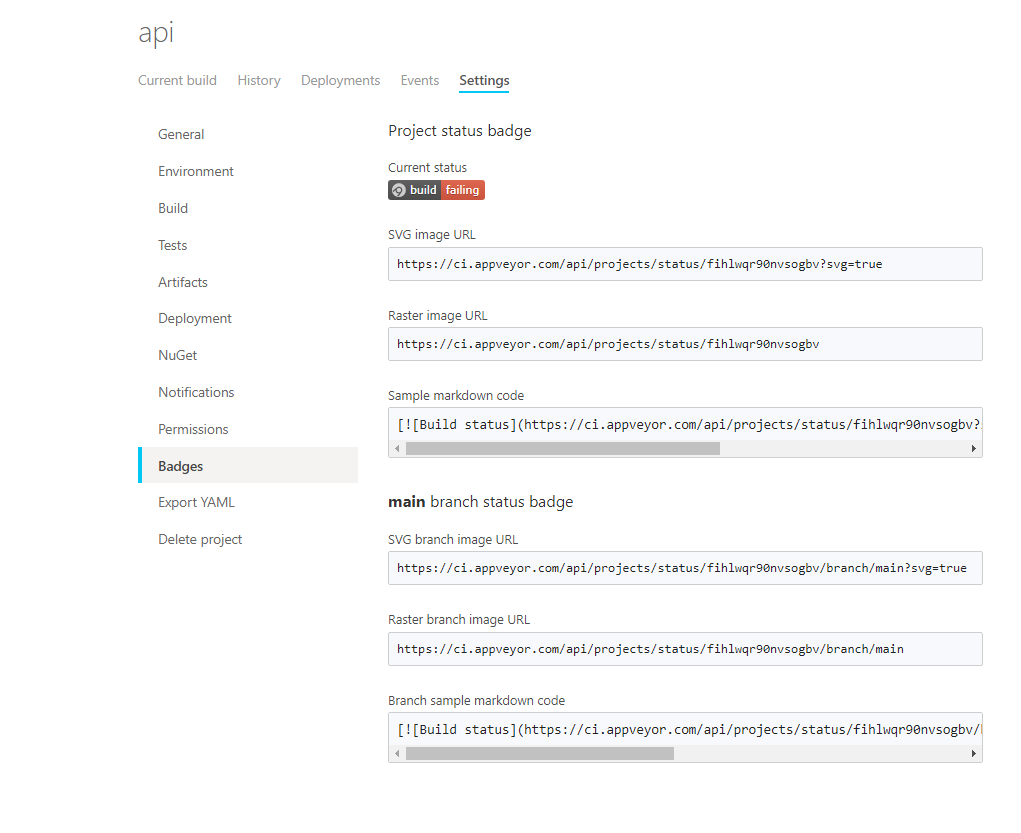 api
Current build History Deployments Events Settings
General
Environment
Build
Tests
Artifacts
Deployment
NuGet
Notifications
Permissions
Badges
Export YAML
Delete project
Project status badge
Current status
build failing
SVG image URL
https://ci.appveyor.com/api/projects/status/fihlwqr90nvsogbv?svg=true
Raster image URL
https://ci.appveyor.com/api/projects/status/fihlwqr90nvsogbv
Sample markdown code
[![Build status](https://ci.appveyor.com/api/projects/status/fihlwqr90nvsogbv?
main branch status badge
SVG branch image URL
https://ci.appveyor.com/api/projects/status/fihlwqr90nvsogbv/branch/main?svg=true
Raster branch image URL
https://ci.appveyor.com/api/projects/status/fihlwqr90nvsogbv/branch/main
Branch sample markdown code
[![Build status](https://ci.appveyor.com/api/projects/status/fihlwqr90nvsogbv/